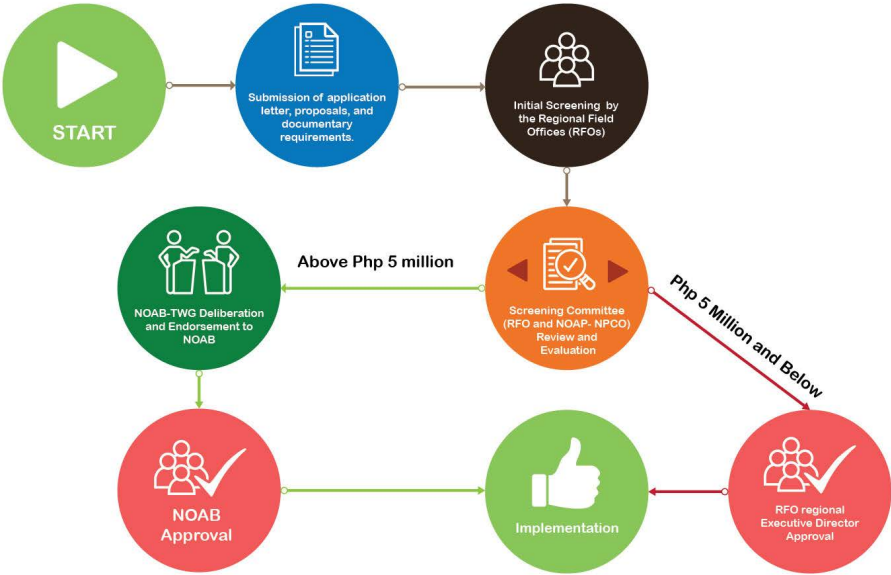 START
Submission of application
letter, proposals, and
documentary
requirements.
Initial Screening by
the Regional Field
Offices (RFOs)
Above Php 5 million
NOAB-TWG Deliberation
and Endorsement to
NOAB
Screening Committee
(RFO and NOAP- NPCO)
Review and
Evaluation
Php 5 Million and Below
NOAB
Approval
Implementation
RFO regional
Executive Director
Approval